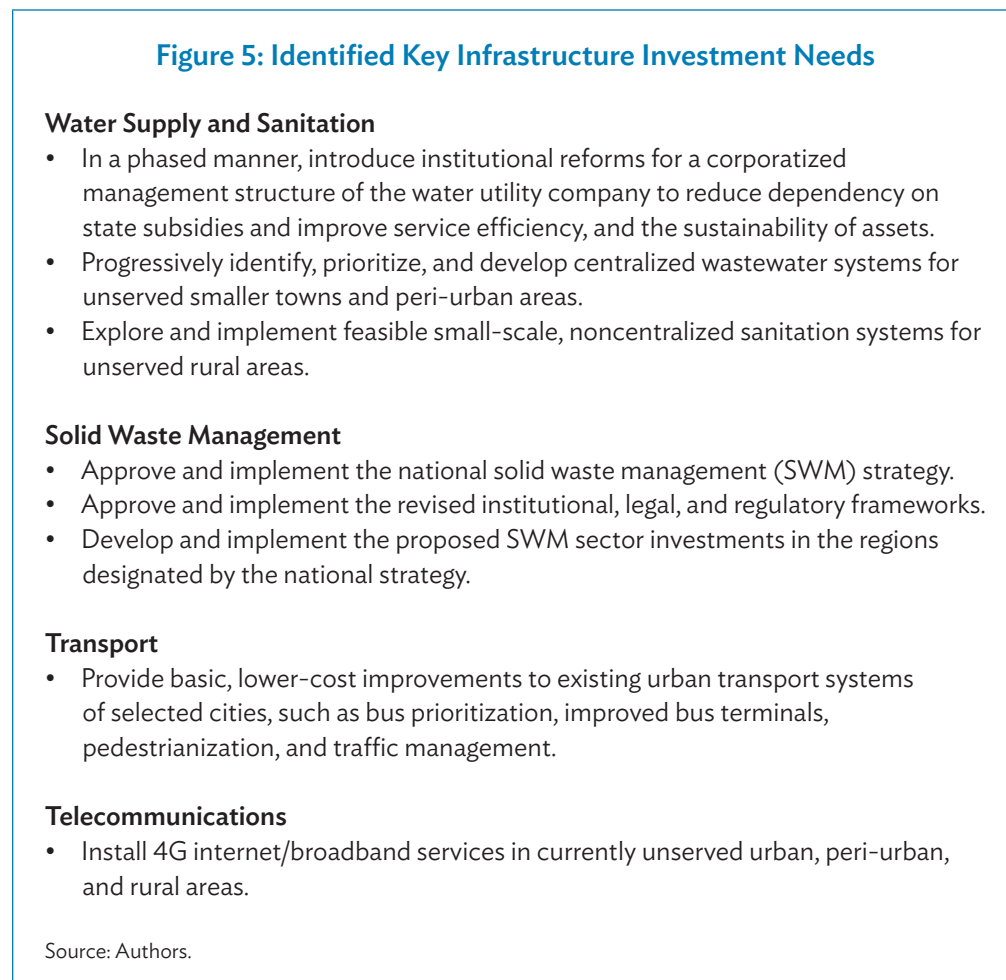 Figure 5: Identified Key Infrastructure Investment Needs
Water Supply and Sanitation
• In a phased manner, introduce institutional reforms for a corporatized
management structure of the water utility company to reduce dependency on
state subsidies and improve service efficiency, and the sustainability of assets.
• Progressively identify, prioritize, and develop centralized wastewater systems for
unserved smaller towns and peri-urban areas.
• Explore and implement feasible small-scale, noncentralized sanitation systems for
unserved rural areas.
Solid Waste Management
• Approve and implement the national solid waste management (SWM) strategy.
• Approve and implement the revised institutional, legal, and regulatory frameworks.
• Develop and implement the proposed SWM sector investments in the regions
designated by the national strategy.
Transport
• Provide basic, lower-cost improvements to existing urban transport systems
of selected cities, such as bus prioritization, improved bus terminals,
pedestrianization, and traffic management.
Telecommunications
• Install 4G internet/broadband services in currently unserved urban, peri-urban,
and rural areas.
Source: Authors.